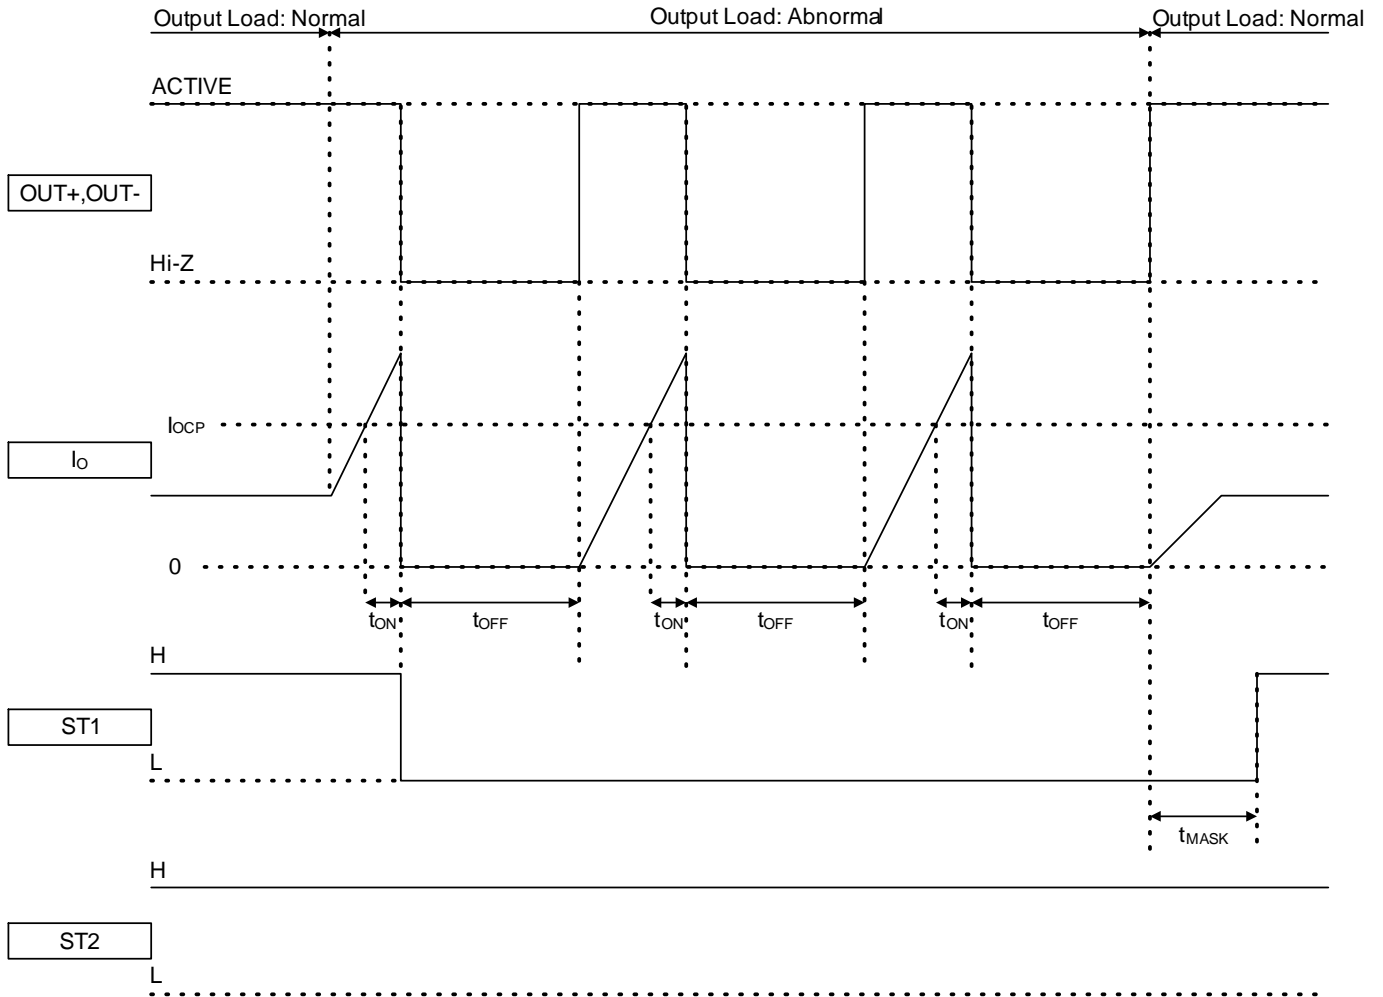 Output Load: Normal
Output Load: Abnormal
Output Load: Normal
ACTIVE
OUT+,OUT-
Hi-Z
IOCP
IO
0
tON
tOFF
tON
tOFF
tON
tOFF
H
ST1
L
tMASK
H
ST2
L